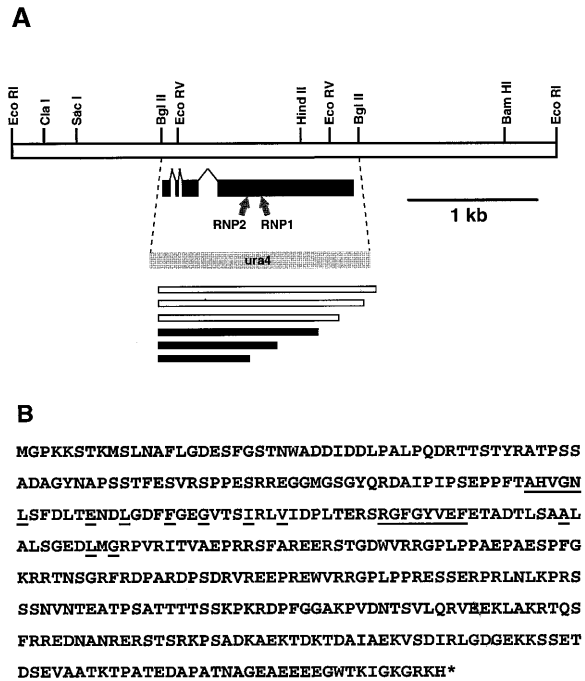 A
Eco RI
Cla I
Sac I
Bgl II
Eco RV
Hind II
Eco RV
Bgl II
Bam HI
Eco RI
RNP2
RNP1
1 kb
ura4
B
MGPKKSTKMSLNAFLGDESFGSTNWADDIDDLPALPQDRTTSTYRATPSS
ADAGYNAPSSTFESVRSPPESRREGGMGSGYQRDAIPIPSEPPFTAHVGN
LSFDLTENDLGDFFGEGVTSIRLVIDPLTERSRGFGYVEFETADTLSAAL
ALSGEDLMGRPVRITVAEPRRSFAREERSTGDWVRRGPLPPAEPAESPFG
KRRTNSGRFRDPARDPSDRVREEPREWVRRGPLPPRESSERPRLNLKPRS
SSNVNTEATPSATTTTSSKPKRDPFGGAKPVDNTSVLQRVEEKLAKRTQS
FRREDNANRERSTSRKPSADKAEKTDKTDAIAEKVSDIRLGDGEKKSSET
DSEVAATKTPATEDAPATNAGEAEEEEGWTKIGKGRKH*